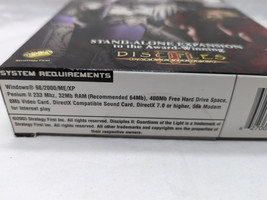 STAND-ALONE EXPANSION
to the Award-Winning
DISCIPLES
SYSTEM REQUIREMENTS
Windows® 98/2000/ME/XP
Penium II 233 Mhz, 32Mb RAM (Recommended 64Mb), 400Mb Free Hard Drive Space,
8Mb Video Card, DirectX Compatible Sound Card, DirectX 7.0 or higher, 56k Modem
for internet play
©2003 Strategy First Inc. All rights reserved. Disciples II: Guardians of the Light is a trademark of
Strategy First Inc. All other trademarks and copyrights are the properties
of their respective owners.